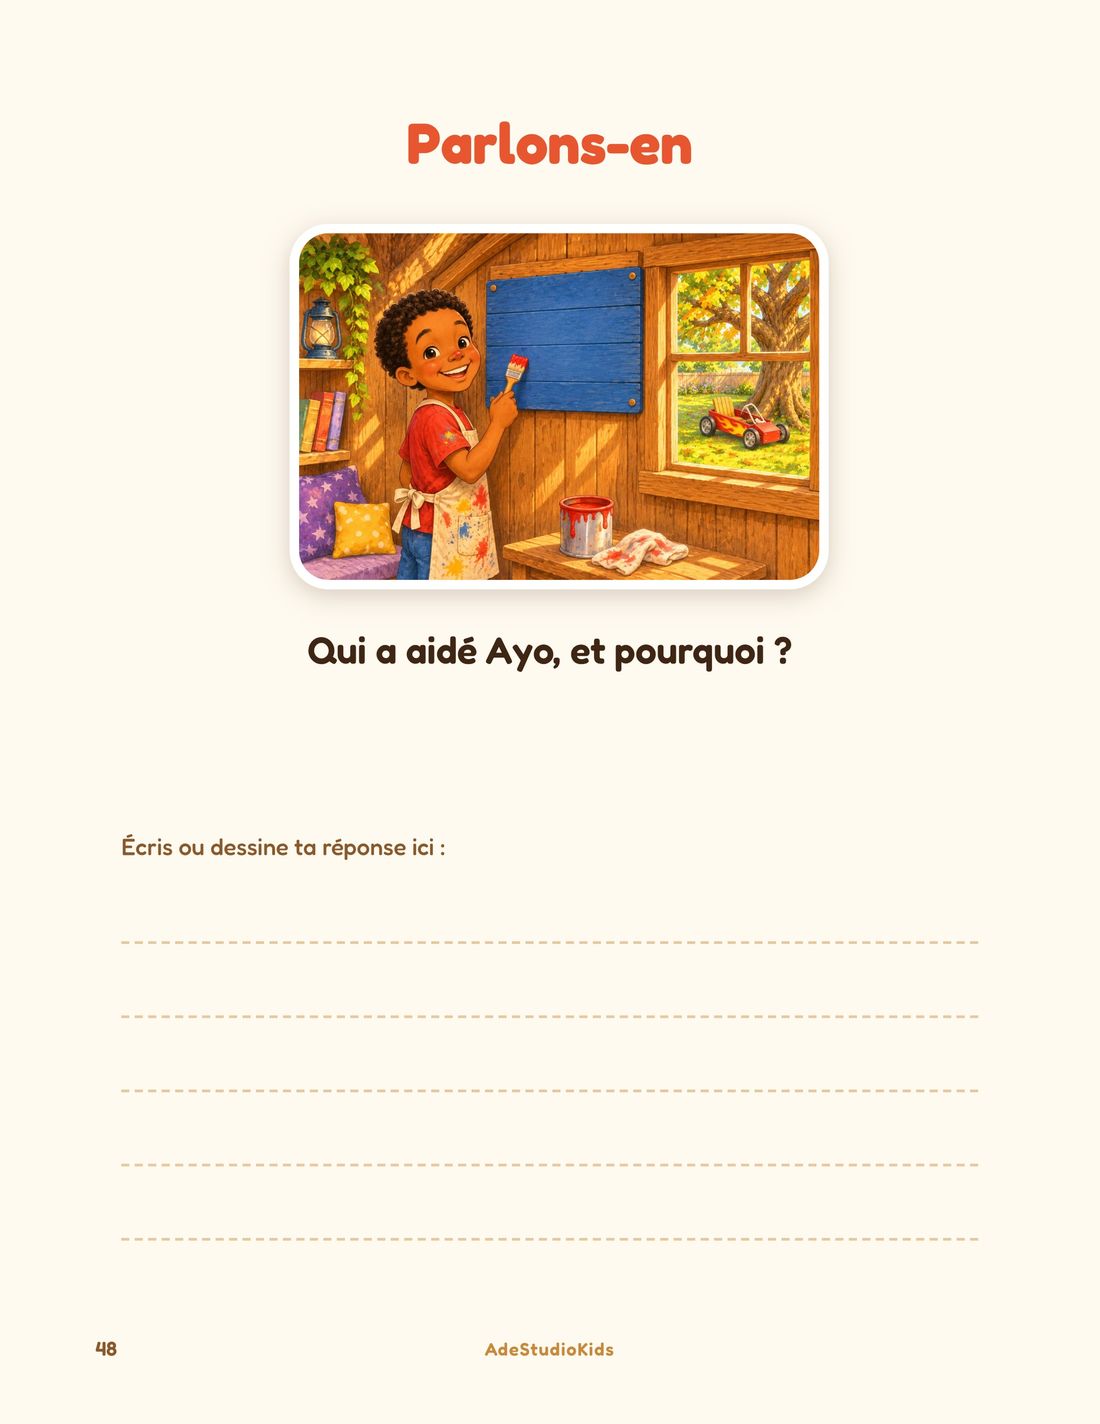 Parlons-en
Qui a aidé Ayo, et pourquoi ?
Écris ou dessine ta réponse ici :
48
AdeStudioKids